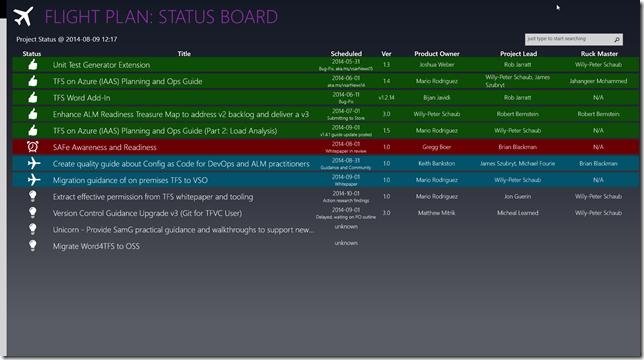 FLIGHT PLAN: STATUS BOARD
Project Status @ 2014-08-09 12:17
just type to start searching
Status Title Scheduled Ver Product Owner Project Lead Ruck Master
Unit Test Generator Extension 2014-05-31 1.3 Joshua Weber Rob Jarratt Willy-Peter Schaub
Bug-Fix, aka.ms/vsarNews15
TFS on Azure (IAAS) Planning and Ops Guide 2014-06-01 1.4 Mario Rodriguez Willy-Peter Schaub, James Szubryt Jahangeer Mohammed
aka.ms/vsarnews14
TFS Word Add-In 2014-06-11 v1.2.14 Bijan Javidi Rob Jarratt N/A
Bug-Fix
Enhance ALM Readiness Treasure Map to address v2 backlog and deliver a v3 2014-07-01 3.0 Willy-Peter Schaub Robert Bernstein Robert Bernstein
Submitting to Store
TFS on Azure (IAAS) Planning and Ops Guide (Part 2: Load Analysis) 2014-09-01 1.5 Mario Rodriguez Willy-Peter Schaub N/A
v1.4.1 guide update posted
SAFe Awareness and Readiness 2014-08-01 1.0 Gregg Boer Brian Blackman N/A
Whitepaper in review
Create quality guide about Config as Code for DevOps and ALM practitioners 2014-08-31 1.0 Keith Bankston James Szubryt, Michael Fourie Brian Blackman
Guidance and Community
Migration guidance of on premises TFS to VSO 2014-09-01 1.0 Mario Rodriguez Willy-Peter Schaub N/A
Whitepaper
Extract effective permission from TFS whitepaper and tooling 2014-10-01 1.0 Mario Rodriguez Jon Guerin Willy-Peter Schaub
Action research findings
Version Control Guidance Upgrade v3 (Git for TFVC User) 2014-09-01 3.0 Matthew Mitrik Micheal Learned Willy-Peter Schaub
Delayed, waiting on PO outline
Unicorn - Provide SamG practical guidance and walkthroughs to support new... unknown
Migrate Word4TFS to OSS unknown